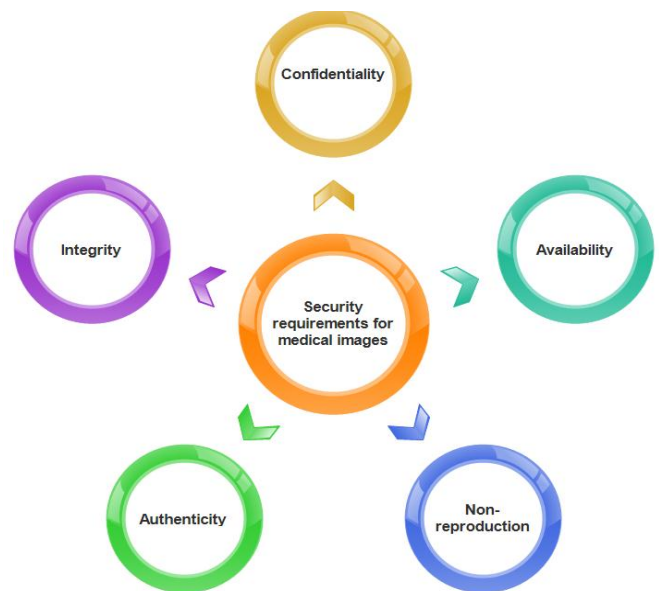 Confidentiality
Integrity
Availability
Security
requirements for
medical images
Authenticity
Non-
reproduction